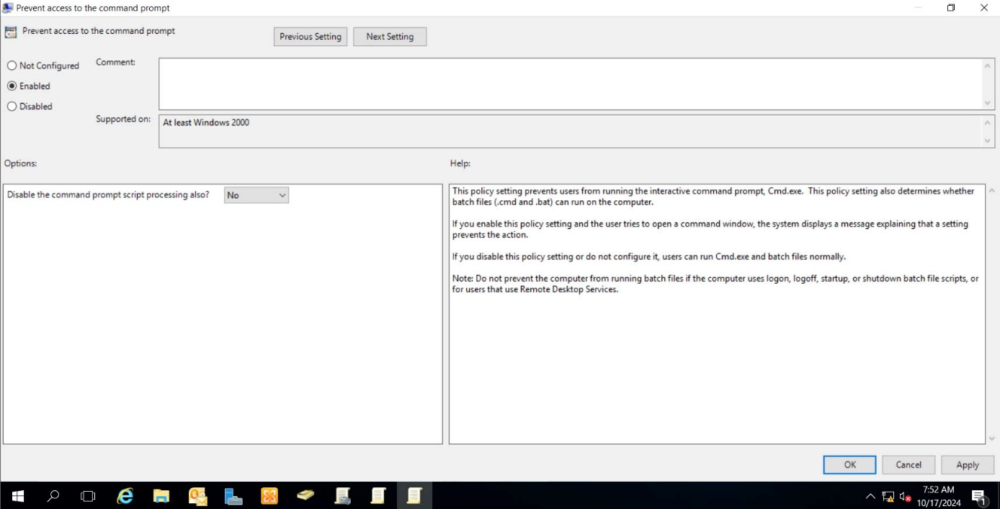 Prevent access to the command prompt
Prevent access to the command prompt
Previous Setting
Next Setting
Not Configured
Enabled
Disabled
Comment:
Supported on:
At least Windows 2000
Options:
Help:
Disable the command prompt script processing also?
No
This policy setting prevents users from running the interactive command prompt, Cmd.exe.  This policy setting also determines whether
batch files (.cmd and .bat) can run on the computer.
If you enable this policy setting and the user tries to open a command window, the system displays a message explaining that a setting
prevents the action.
If you disable this policy setting or do not configure it, users can run Cmd.exe and batch files normally.
Note: Do not prevent the computer from running batch files if the computer uses logon, logoff, startup, or shutdown batch file scripts, or
for users that use Remote Desktop Services.
OK
Cancel
Apply
7:52 AM
10/17/2024
1